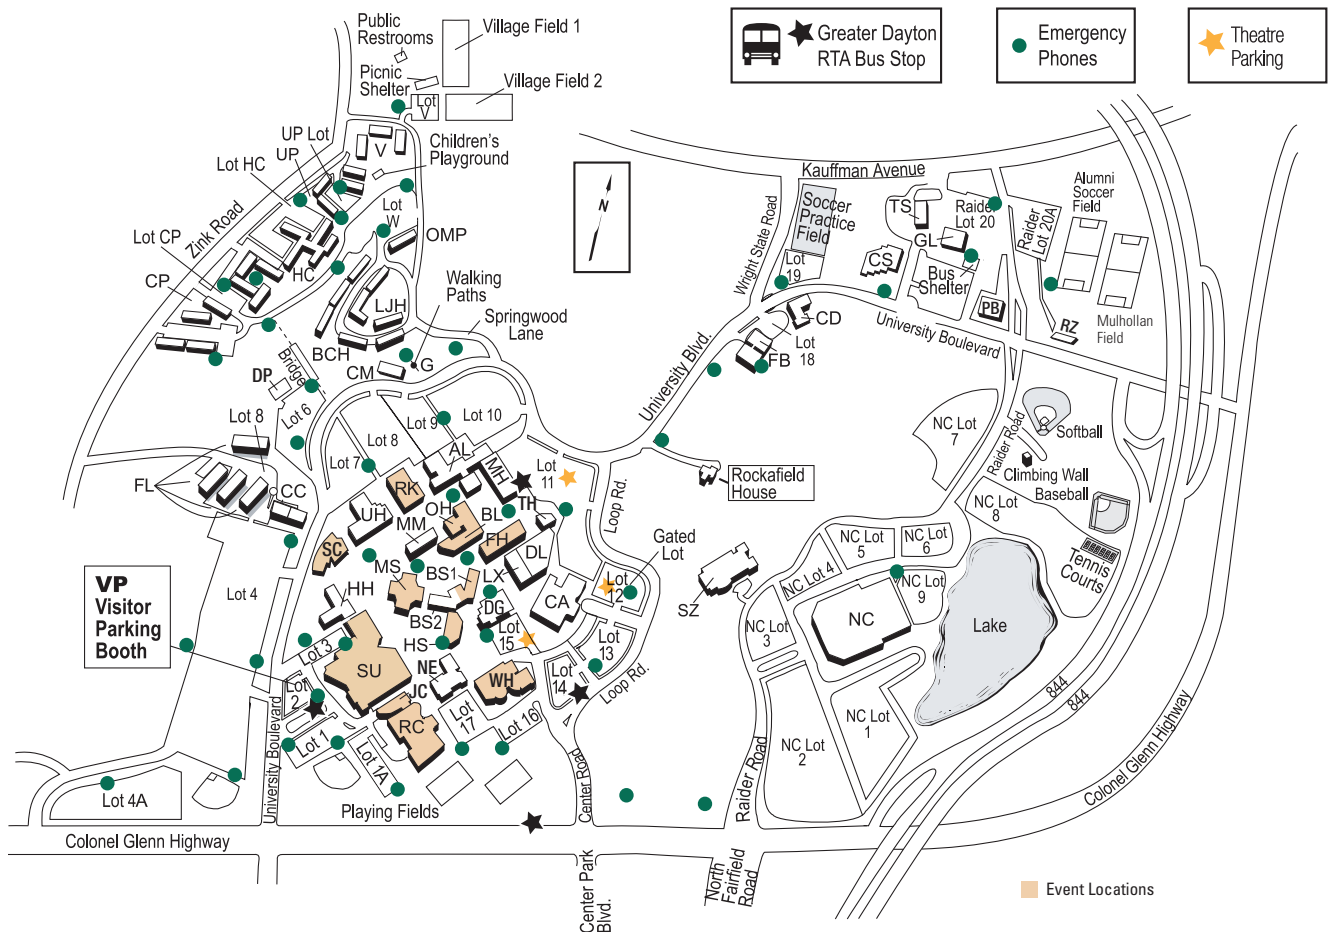 Public
Restrooms
Village Field 1
Picnic
Shelter
Lot
V
Village Field 2
Greater Dayton
RTA Bus Stop
Emergency
Phones
Theatre
Parking
UP Lot
UP
V
Children's
Playground
Lot HC
Zink Road
Lot
W
OMP
Lot CP
CP
HC
LJH
Walking
Paths
Springwood
Lane
BCH
CM
G
Bridge
DP
N
Kauffman Avenue
Wright State Road
Soccer
Practice
Field
Lot
19
TS
Raider
Lot 20
GL
CS
Bus
Shelter
Raider
Lot 20A
Alumni
Soccer
Field
PB
RZ
Mulhollan
Field
CD
Lot
18
FB
University Blvd.
University Boulevard
Lot 6
Lot 8
Lot 7
Lot 8
Lot 9
Lot 10
AL
MH
Lot
11
FL
CC
RK
UH
MM
OH
BL
TH
FH
SC
MS
BS1
LX
DL
Loop Rd.
Gated
Lot
Lot
12
HH
BS2
DG
CA
HS
Lot
15
Lot
13
Lot 4
Lot 3
SU
NE
JC
WH
Lot
14
Loop Rd.
VP
Visitor
Parking
Booth
Lot
2
Lot 1
RC
Lot
17
Lot 16
Lot 1A
University Boulevard
Lot 4A
Playing Fields
Center Road
Colonel Glenn Highway
Center Park
Blvd.
North
Fairfield
Road
Raider Road
Rockafield
House
SZ
NC Lot
7
Raider Road
Softball
Climbing Wall
Baseball
NC Lot
8
Tennis
Courts
NC Lot
5
NC Lot
6
NC Lot 4
NC Lot
9
NC
NC Lot
3
Lake
NC Lot
1
NC Lot
2
844
844
Colonel Glenn Highway
Event Locations